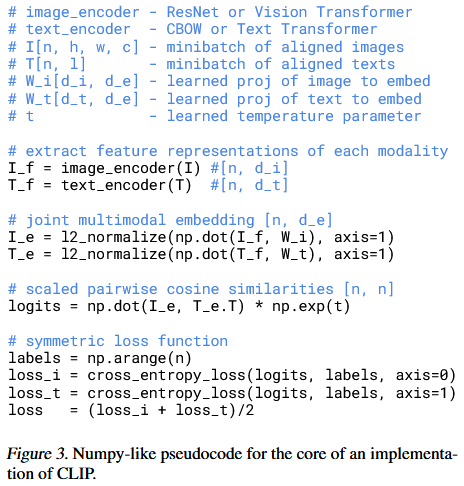 # image_encoder - ResNet or Vision Transformer
# text_encoder - CBOW or Text Transformer
# I[n, h, w, c] - minibatch of aligned images
# T[n, l] - minibatch of aligned texts
# W_i[d_i, d_e] - learned proj of image to embed
# W_t[d_t, d_e] - learned proj of text to embed
# t - learned temperature parameter
# extract feature representations of each modality
I_f = image_encoder(I) #[n, d_i]
T_f = text_encoder(T) #[n, d_t]
# joint multimodal embedding [n, d_e]
I_e = l2_normalize(np.dot(I_f, W_i), axis=1)
T_e = l2_normalize(np.dot(T_f, W_t), axis=1)
# scaled pairwise cosine similarities [n, n]
logits = np.dot(I_e, T_e.T) * np.exp(t)
# symmetric loss function
labels = np.arange(n)
loss_i = cross_entropy_loss(logits, labels, axis=0)
loss_t = cross_entropy_loss(logits, labels, axis=1)
loss = (loss_i + loss_t)/2
Figure 3. Numpy-like pseudocode for the core of an implementa-
tion of CLIP.